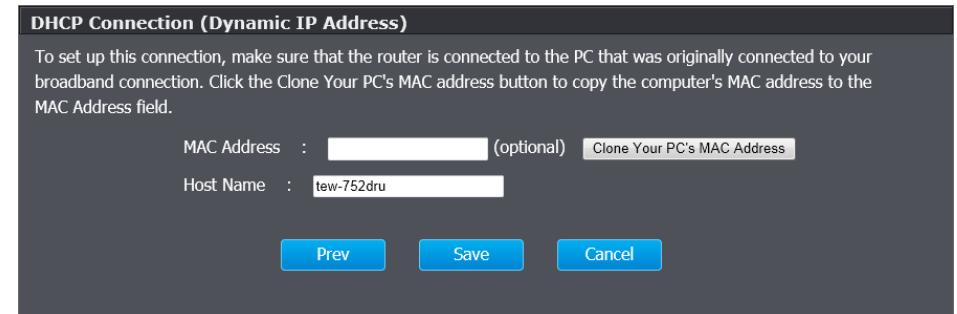 DHCP Connection (Dynamic IP Address)
To set up this connection, make sure that the router is connected to the PC that was originally connected to your
broadband connection. Click the Clone Your PC's MAC address button to copy the computer's MAC address to the
MAC Address field.
MAC Address : (optional) Clone Your PC's MAC Address
Host Name : tew-752dru
Prev Save Cancel